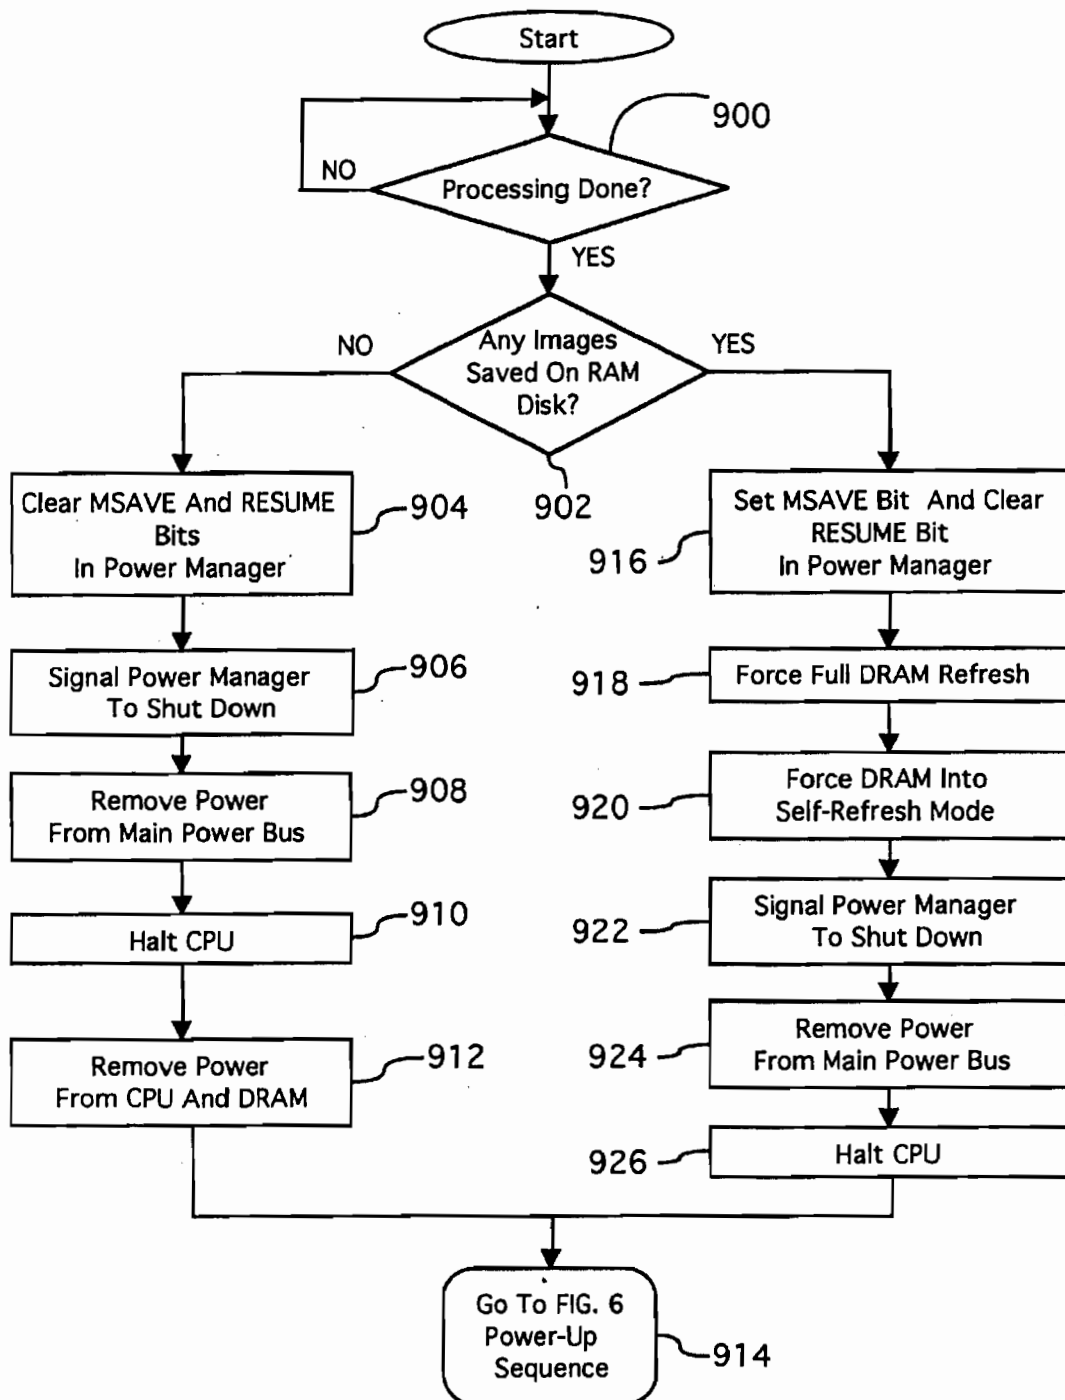 Start
900
NO
Processing Done?
YES
NO
Any Images
Saved On RAM
Disk?
YES
902
Clear MSAVE And RESUME
Bits
In Power Manager
904
Signal Power Manager
To Shut Down
906
Remove Power
From Main Power Bus
908
Halt CPU
910
Remove Power
From CPU And DRAM
912
Set MSAVE Bit And Clear
RESUME Bit
In Power Manager
916
Force Full DRAM Refresh
918
Force DRAM Into
Self-Refresh Mode
920
Signal Power Manager
To Shut Down
922
Remove Power
From Main Power Bus
924
Halt CPU
926
Go To FIG. 6
Power-Up
Sequence
914